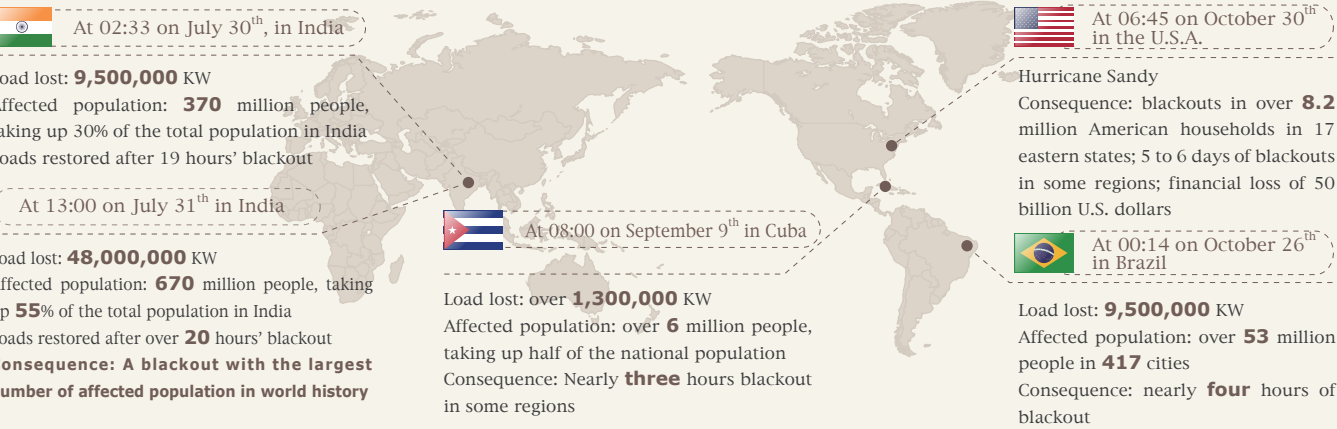 At 02:33 on July 30th, in India
oad lost: 9,500,000 KW
ffected population: 370 million people,
aking up 30% of the total population in India
oads restored after 19 hours’ blackout
At 13:00 on July 31th in India
oad lost: 48,000,000 KW
ffected population: 670 million people, taking
p 55% of the total population in India
oads restored after over 20 hours’ blackout
onsequence: A blackout with the largest
umber of affected population in world history
At 08:00 on September 9th in Cuba
Load lost: over 1,300,000 KW
Affected population: over 6 million people,
taking up half of the national population
Consequence: Nearly three hours blackout
in some regions
At 06:45 on October 30th
in the U.S.A.
Hurricane Sandy
Consequence: blackouts in over 8.2
million American households in 17
eastern states; 5 to 6 days of blackouts
in some regions; financial loss of 50
billion U.S. dollars
At 00:14 on October 26th
in Brazil
Load lost: 9,500,000 KW
Affected population: over 53 million
people in 417 cities
Consequence: nearly four hours of
blackout